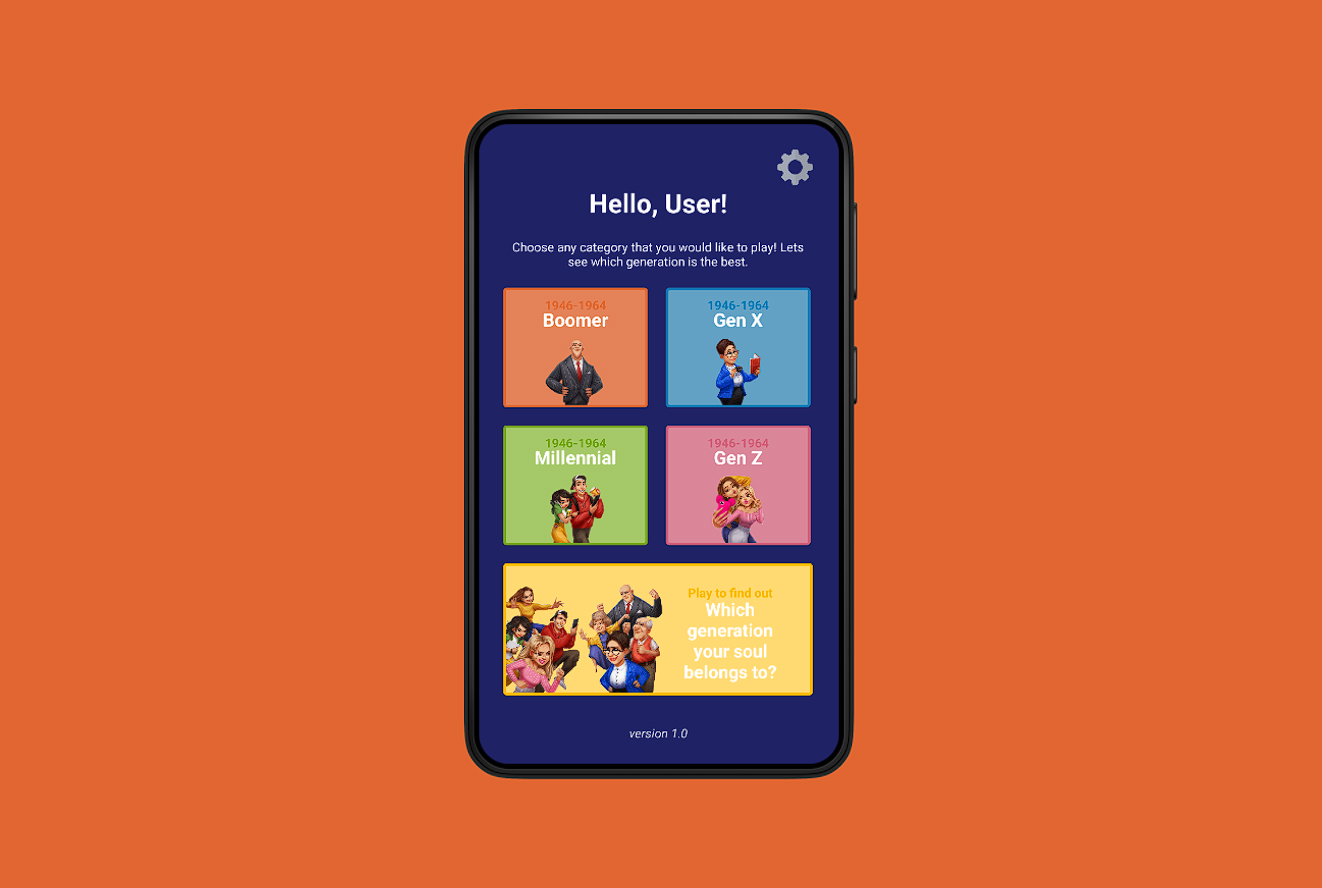 Hello, User!
Choose any category that you would like to play! Lets
see which generation is the best.
1946-1964
Boomer
1946-1964
Gen X
1946-1964
Millennial
1946-1964
Gen Z
Play to find out
Which
generation
your soul
belongs to?
version 1.0